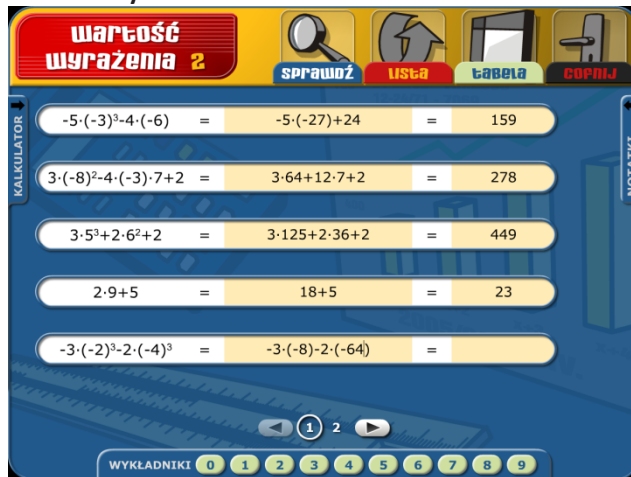 wartość
wyrażenia 2
sprawdź lista tabela cofnij
KALKULATOR
NOTATKI
-5·(-3)³-4·(-6) = -5·(-27)+24 = 159
3·(-8)²-4·(-3)·7+2 = 3·64+12·7+2 = 278
3·5³+2·6²+2 = 3·125+2·36+2 = 449
2·9+5 = 18+5 = 23
-3·(-2)³-2·(-4)³ = -3·(-8)-2·(-64) =
1 2
WYKŁADNIKI 0 1 2 3 4 5 6 7 8 9